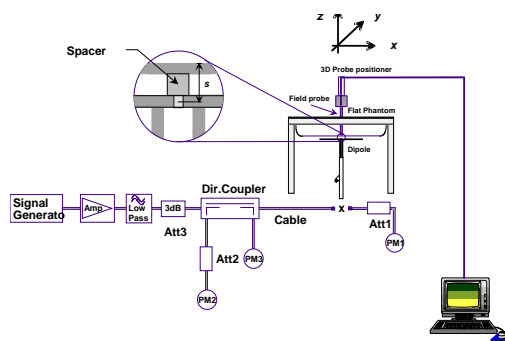 z
y
x
Spacer
s
3D Probe positioner
Field probe
Flat Phantom
Dipole
Signal
Generato
Amp
Low
Pass
3dB
Att3
Dir.Coupler
Cable
x
Att1
PM1
Att2
PM3
PM2